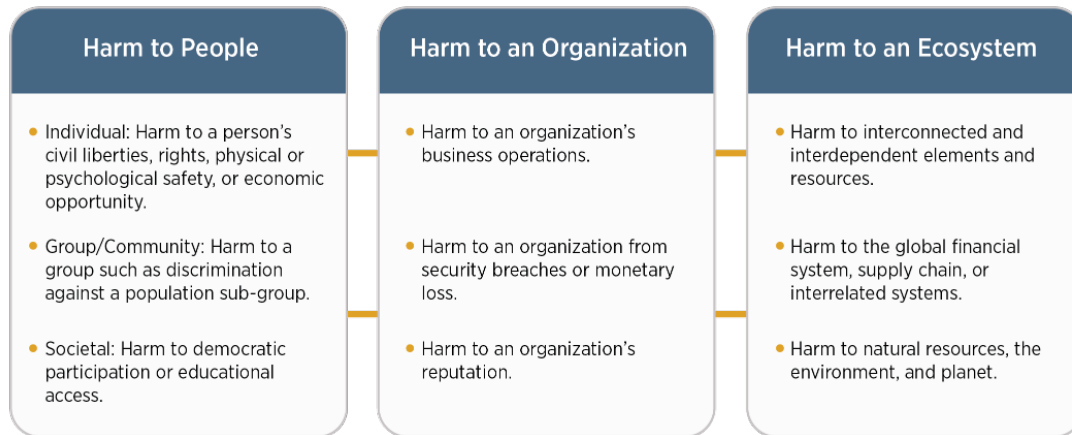 Harm to People
• Individual: Harm to a person's
civil liberties, rights, physical or
psychological safety, or economic
opportunity.
• Group/Community: Harm to a
group such as discrimination
against a population sub-group.
• Societal: Harm to democratic
participation or educational
access.
Harm to an Organization
• Harm to an organization's
business operations.
• Harm to an organization from
security breaches or monetary
loss.
• Harm to an organization's
reputation.
Harm to an Ecosystem
• Harm to interconnected and
interdependent elements and
resources.
• Harm to the global financial
system, supply chain, or
interrelated systems.
• Harm to natural resources, the
environment, and planet.